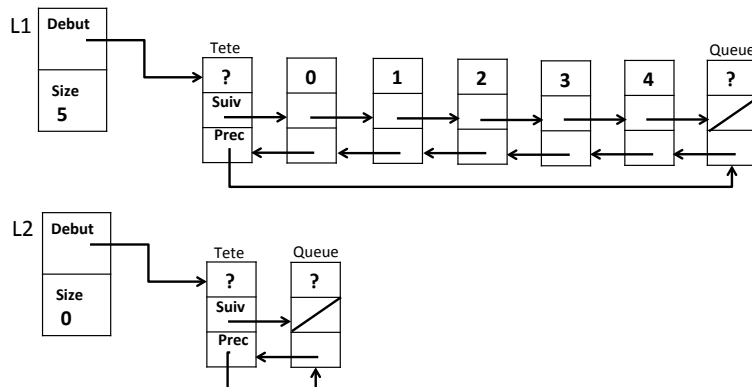 L1
Debut
Size
5
Tete
?
Suiv
Prec
0
1
2
3
4
Queue
?
L2
Debut
Size
0
Tete
?
Suiv
Prec
Queue
?